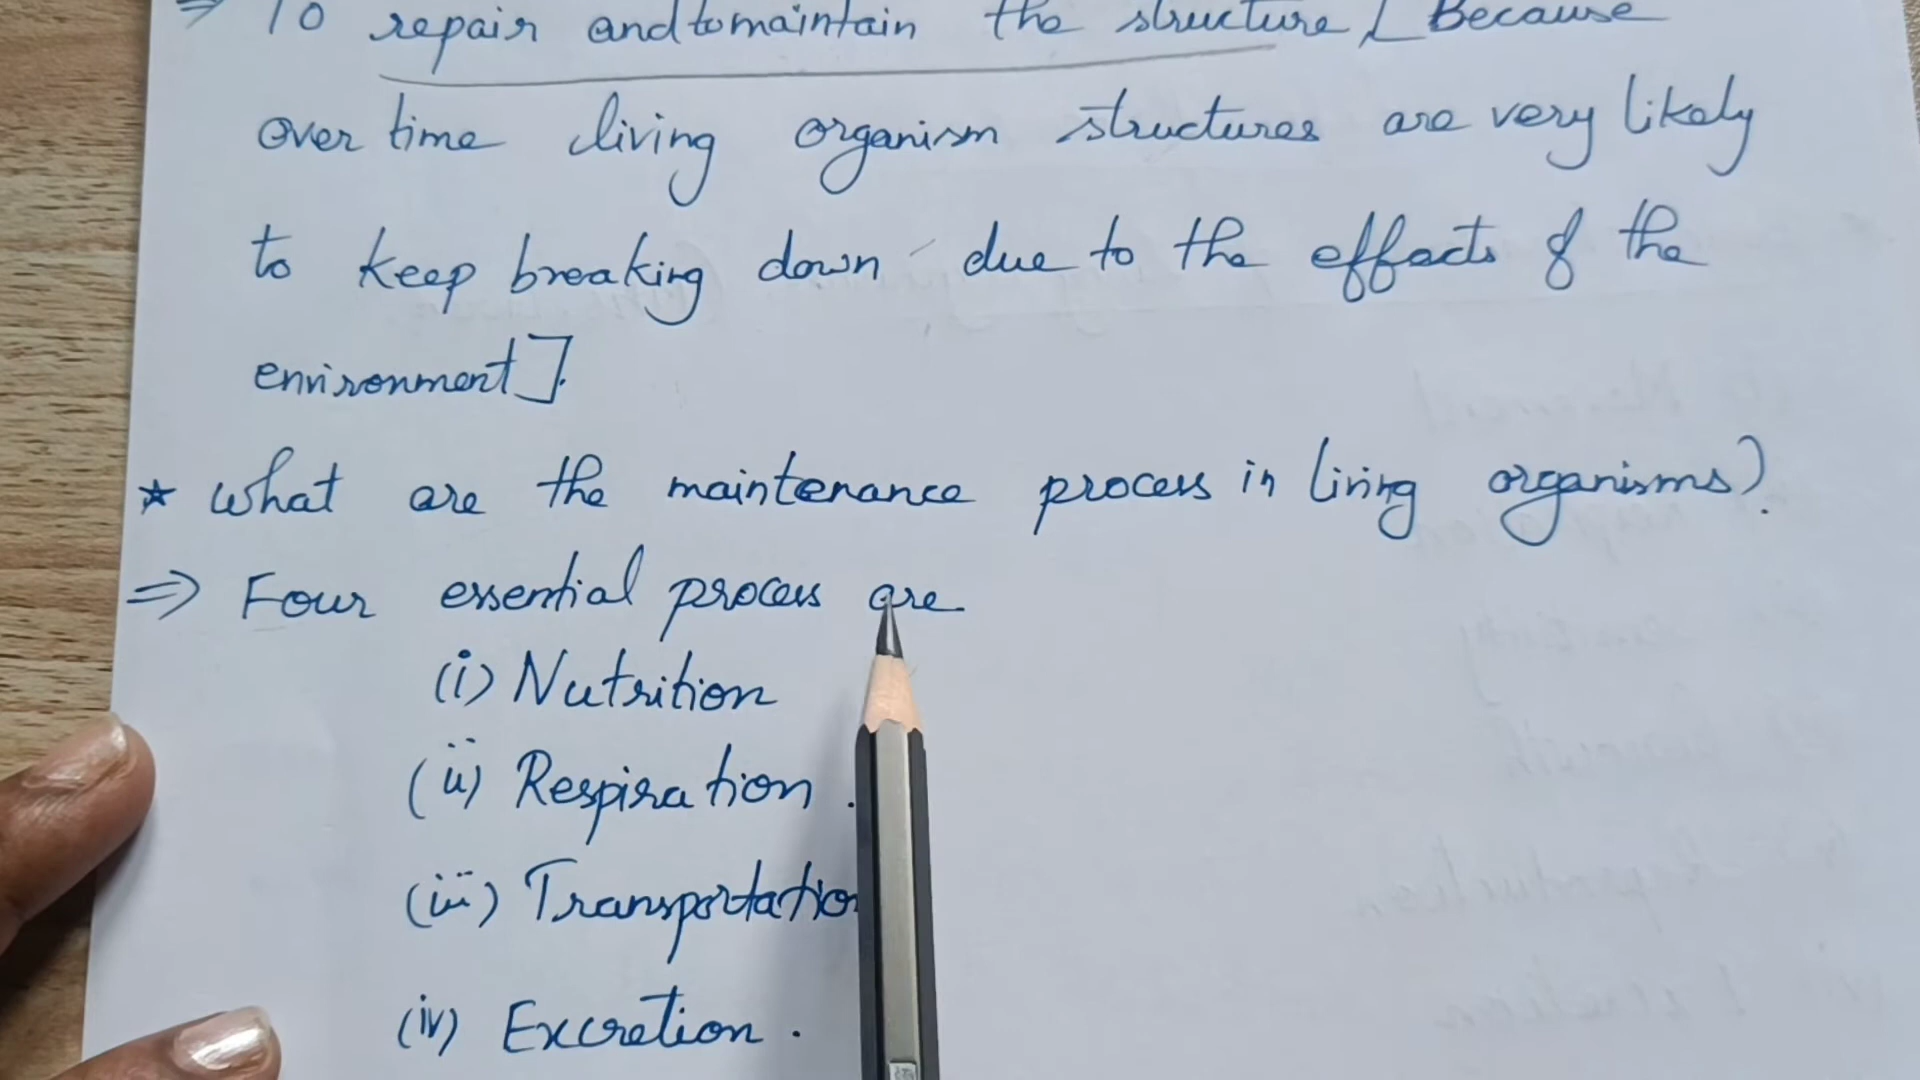 ⇒ To repair and to maintain the structure, [Because
over time living organism structures are very likely
to keep breaking down due to the effects of the
environment].
* What are the maintenance process in living organisms?
⇒ Four essential process are
(i) Nutrition
(ii) Respiration.
(iii) Transportation
(iv) Excretion.